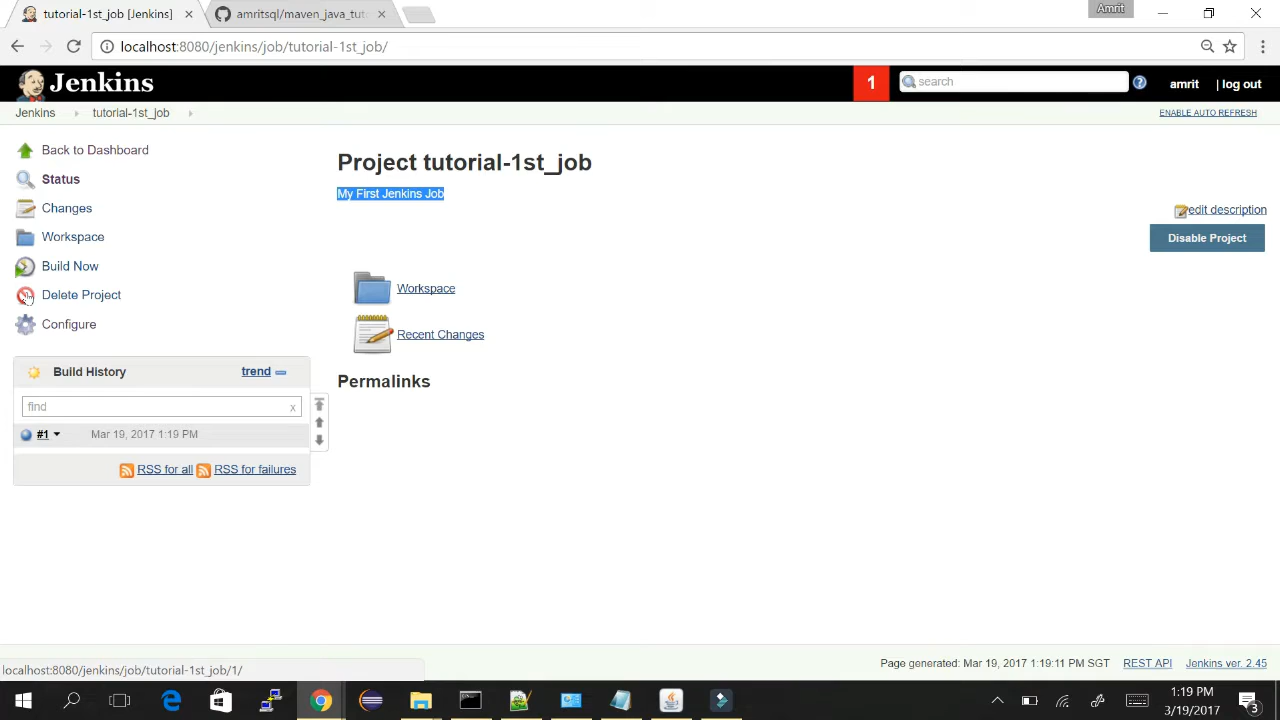 tutorial-1st_job [Jenkins]
amritsql/maven_java_tut
Amrit
localhost:8080/jenkins/job/tutorial-1st_job/
Jenkins
1
search
amrit
| log out
Jenkins
tutorial-1st_job
ENABLE AUTO REFRESH
Back to Dashboard
Status
Changes
Workspace
Build Now
Delete Project
Configure
Project tutorial-1st_job
My First Jenkins Job
edit description
Disable Project
Workspace
Recent Changes
Permalinks
Build History
trend
find
x
#1
Mar 19, 2017 1:19 PM
RSS for all
RSS for failures
localhost:8080/jenkins/job/tutorial-1st_job/1/
Page generated: Mar 19, 2017 1:19:11 PM SGT
REST API
Jenkins ver. 2.45
1:19 PM
3/19/2017
3